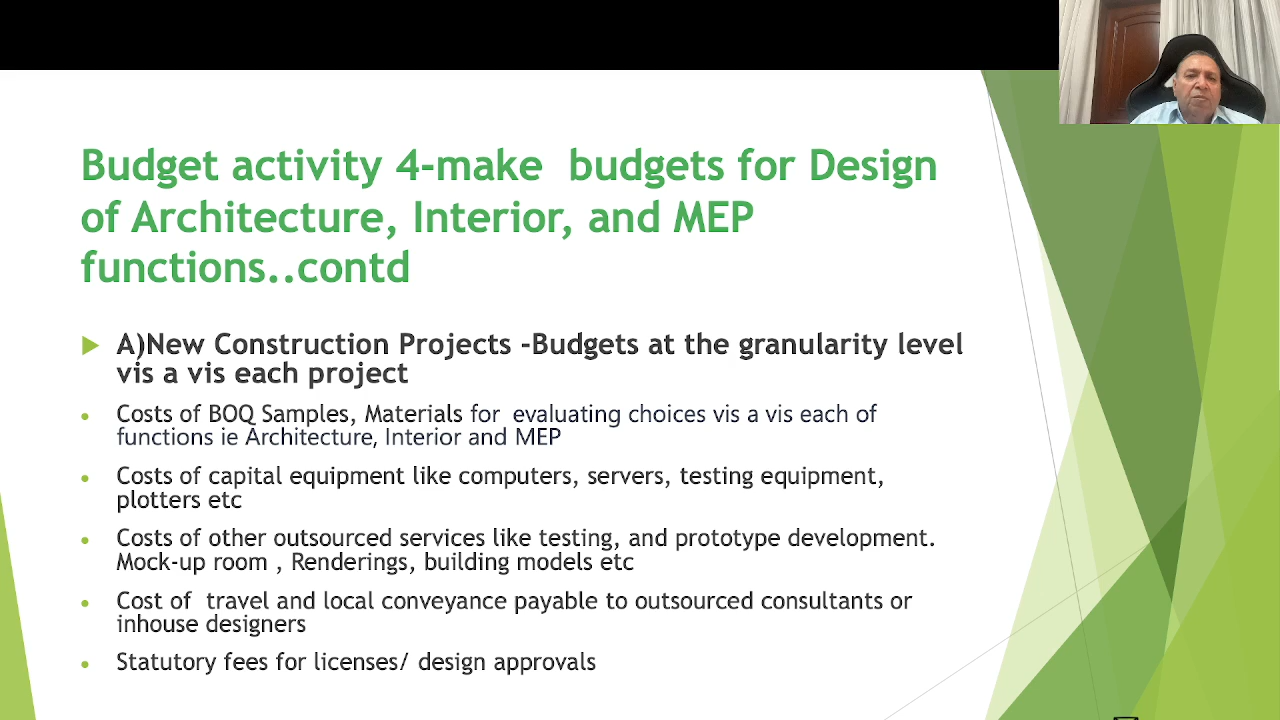 Budget activity 4-make  budgets for Design
of Architecture, Interior, and MEP
functions..contd
A)New Construction Projects -Budgets at the granularity level
vis a vis each project
Costs of BOQ Samples, Materials for  evaluating choices vis a vis each of
functions ie Architecture, Interior and MEP
Costs of capital equipment like computers, servers, testing equipment,
plotters etc
Costs of other outsourced services like testing, and prototype development.
Mock-up room , Renderings, building models etc
Cost of  travel and local conveyance payable to outsourced consultants or
inhouse designers
Statutory fees for licenses/ design approvals